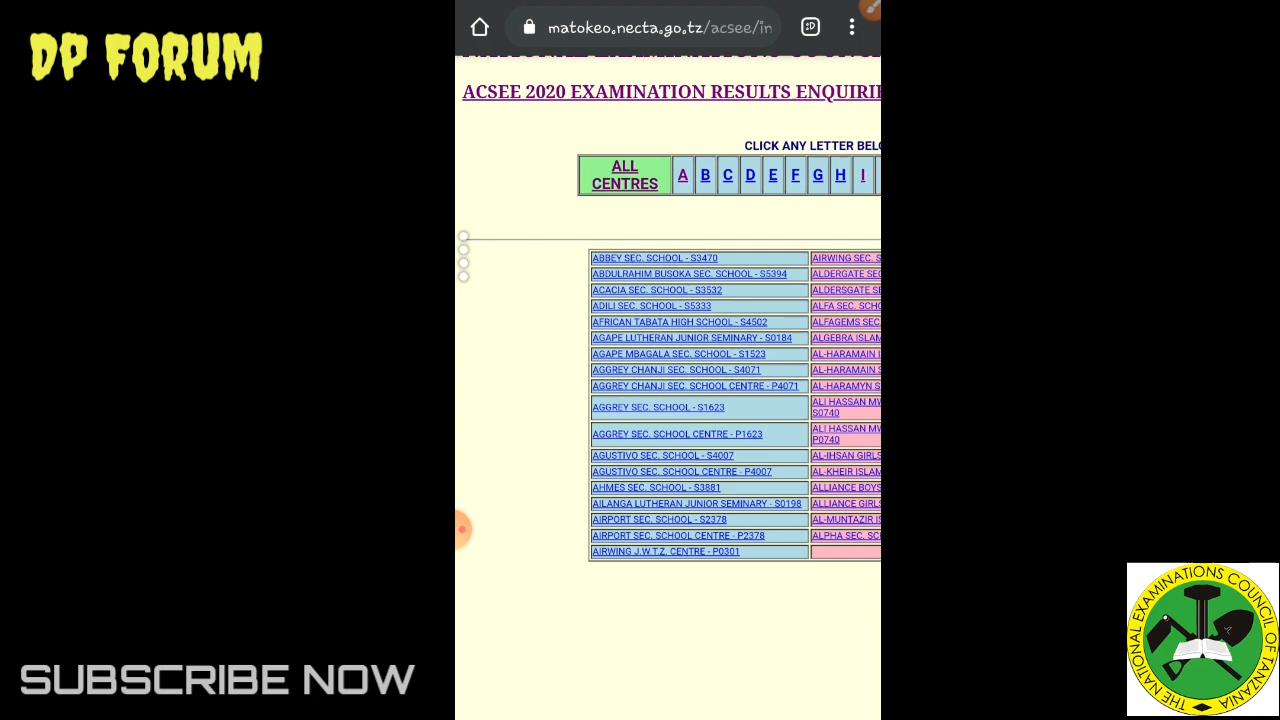 DP FORUM
matokeo.necta.go.tz/acsee/in
:D
ACSEE 2020 EXAMINATION RESULTS ENQUIRI
CLICK ANY LETTER BEL
ALL CENTRES A B C D E F G H I
ABBEY SEC. SCHOOL - S3470 AIRWING SEC. S
ABDULRAHIM BUSOKA SEC. SCHOOL - S5394 ALDERGATE SEC
ACACIA SEC. SCHOOL - S3532 ALDERSGATE SE
ADILI SEC. SCHOOL - S5333 ALFA SEC. SCHO
AFRICAN TABATA HIGH SCHOOL - S4502 ALFAGEMS SEC.
AGAPE LUTHERAN JUNIOR SEMINARY - S0184 ALGEBRA ISLAM
AGAPE MBAGALA SEC. SCHOOL - S1523 AL-HARAMAIN I
AGGREY CHANJI SEC. SCHOOL - S4071 AL-HARAMAIN S
AGGREY CHANJI SEC. SCHOOL CENTRE - P4071 AL-HARAMYN S
AGGREY SEC. SCHOOL - S1623 ALI HASSAN MW
S0740
AGGREY SEC. SCHOOL CENTRE - P1623 ALI HASSAN MW
P0740
AGUSTIVO SEC. SCHOOL - S4007 AL-IHSAN GIRLS
AGUSTIVO SEC. SCHOOL CENTRE - P4007 AL-KHEIR ISLAM
AHMES SEC. SCHOOL - S3881 ALLIANCE BOYS
AILANGA LUTHERAN JUNIOR SEMINARY - S0198 ALLIANCE GIRLS
AIRPORT SEC. SCHOOL - S2378 AL-MUNTAZIR IS
AIRPORT SEC. SCHOOL CENTRE - P2378 ALPHA SEC. SCH
AIRWING J.W.T.Z. CENTRE - P0301
SUBSCRIBE NOW
THE NATIONAL EXAMINATIONS COUNCIL OF TANZANIA